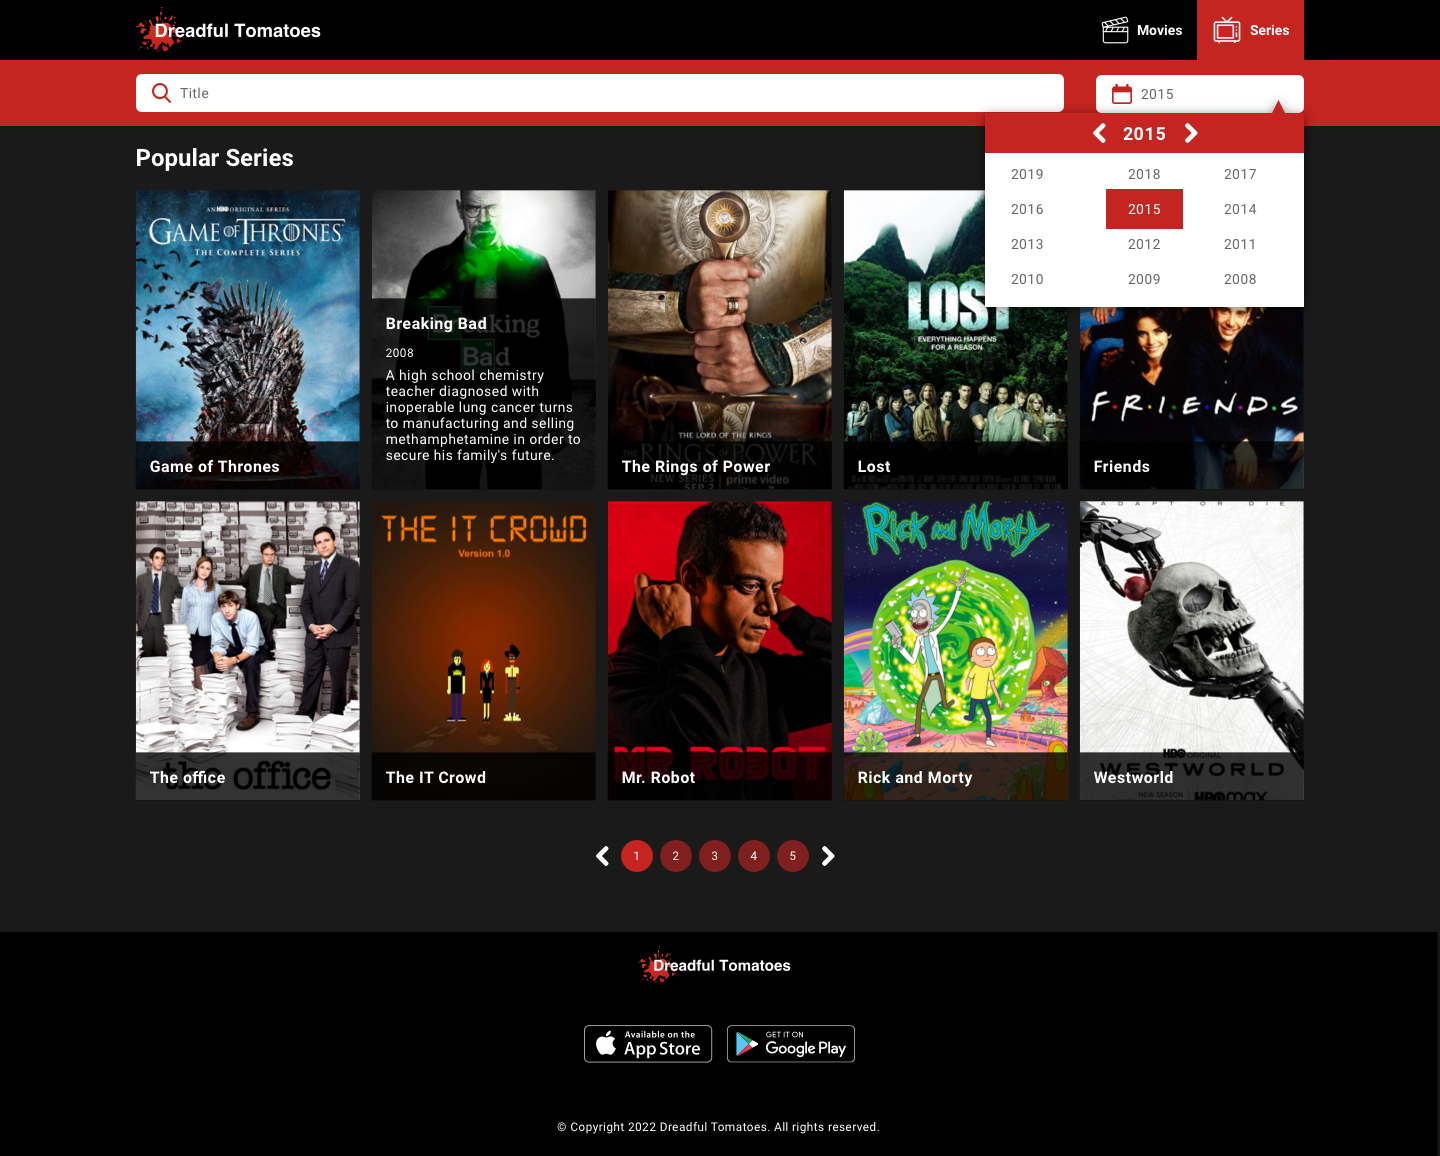 Dreadful Tomatoes
Movies
Series
Title
2015
2015
2019 2018 2017
2016 2015 2014
2013 2012 2011
2010 2009 2008
Popular Series
AN HBO ORIGINAL SERIES
GAME OF THRONES
THE COMPLETE SERIES
Game of Thrones
Breaking
Bad
Breaking Bad
2008
A high school chemistry
teacher diagnosed with
inoperable lung cancer turns
to manufacturing and selling
methamphetamine in order to
secure his family's future.
THE LORD OF THE RINGS
THE RINGS OF POWER
NEW SERIES prime video
SEP 2
The Rings of Power
LOST
EVERYTHING HAPPENS
FOR A REASON
Lost
F·R·I·E·N·D·S
Friends
the office
The office
THE IT CROWD
Version 1.0
The IT Crowd
MR. ROBOT
Mr. Robot
Rick and Morty
Rick and Morty
ADAPT OR DIE
HBO ORIGINAL
WESTWORLD
NEW SEASON HBO max
Westworld
1 2 3 4 5
Dreadful Tomatoes
Available on the
App Store
GET IT ON
Google Play
© Copyright 2022 Dreadful Tomatoes. All rights reserved.